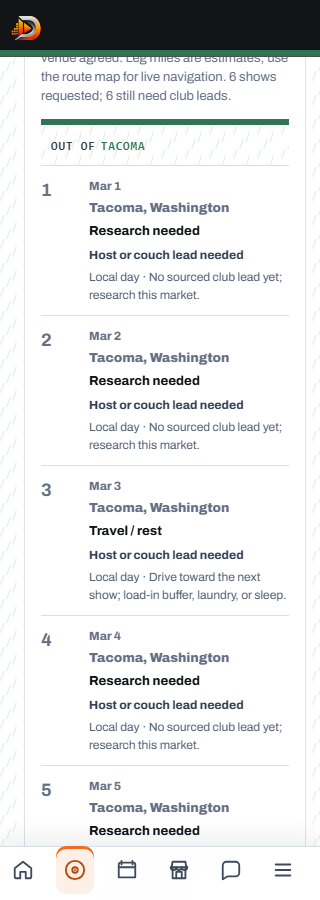 venue agreed. Leg miles are estimates, use
the route map for live navigation. 6 shows
requested; 6 still need club leads.
OUT OF TACOMA
1
Mar 1
Tacoma, Washington
Research needed
Host or couch lead needed
Local day · No sourced club lead yet;
research this market.
2
Mar 2
Tacoma, Washington
Research needed
Host or couch lead needed
Local day · No sourced club lead yet;
research this market.
3
Mar 3
Tacoma, Washington
Travel / rest
Host or couch lead needed
Local day · Drive toward the next
show; load-in buffer, laundry, or sleep.
4
Mar 4
Tacoma, Washington
Research needed
Host or couch lead needed
Local day · No sourced club lead yet;
research this market.
5
Mar 5
Tacoma, Washington
Research needed